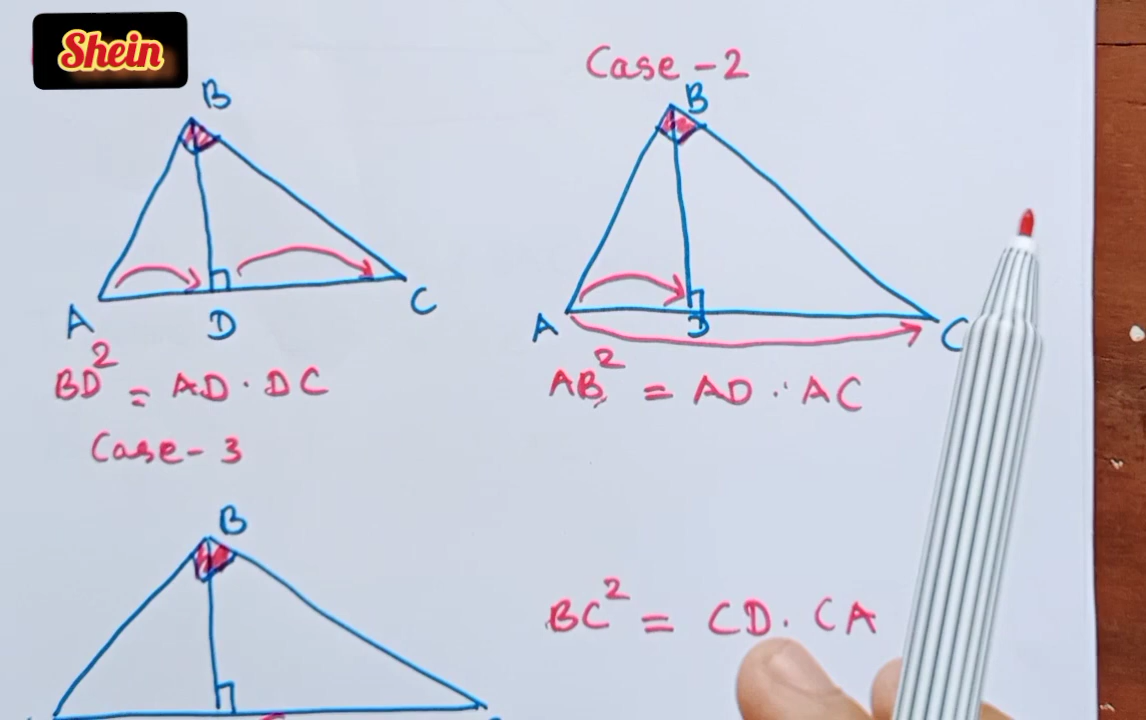 Shein
Case - 2
B
B
A
D
C
A
D
C
BD² = AD · DC
AB² = AD · AC
Case - 3
B
BC² = CD · CA